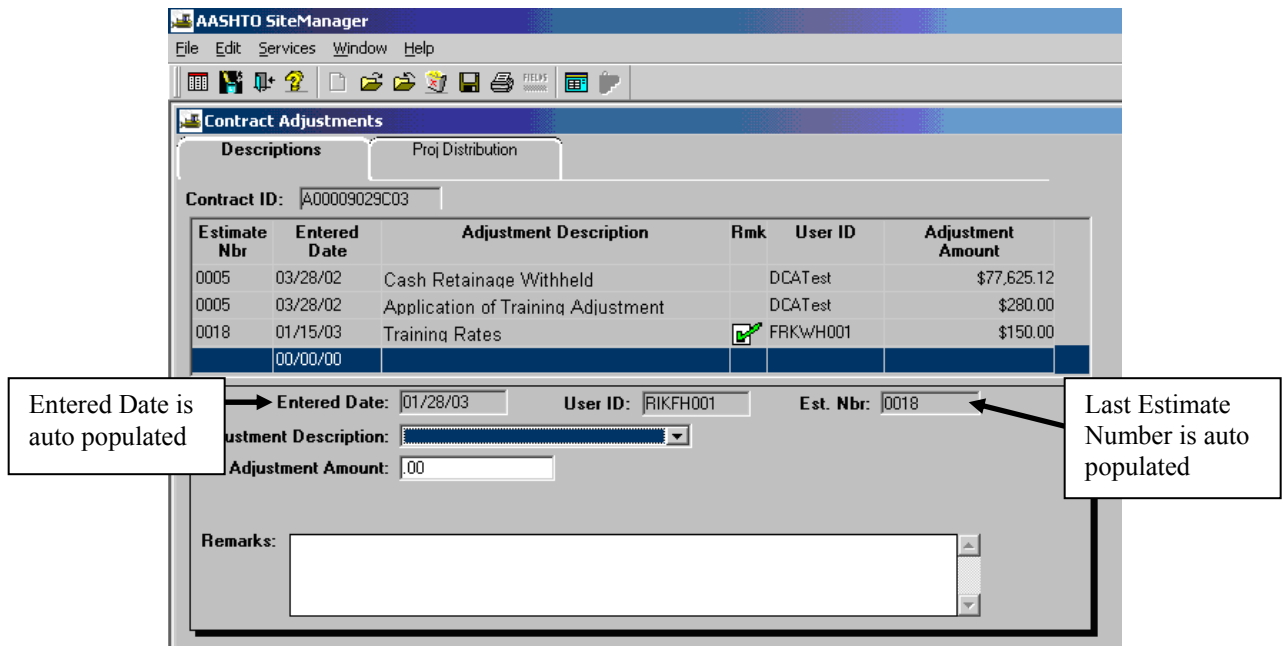 AASHTO SiteManager
File Edit Services Window Help
FIELDS
Contract Adjustments
Descriptions Proj Distribution
Contract ID: A00009029C03
Estimate Nbr Entered Date Adjustment Description Rmk User ID Adjustment Amount
0005 03/28/02 Cash Retainage Withheld DCATest $77,625.12
0005 03/28/02 Application of Training Adjustment DCATest $280.00
0018 01/15/03 Training Rates FRKWH001 $150.00
00/00/00
Entered Date: 01/28/03 User ID: RIKFH001 Est. Nbr: 0018
ustment Description:
Adjustment Amount: .00
Remarks:
Entered Date is
auto populated
Last Estimate
Number is auto
populated